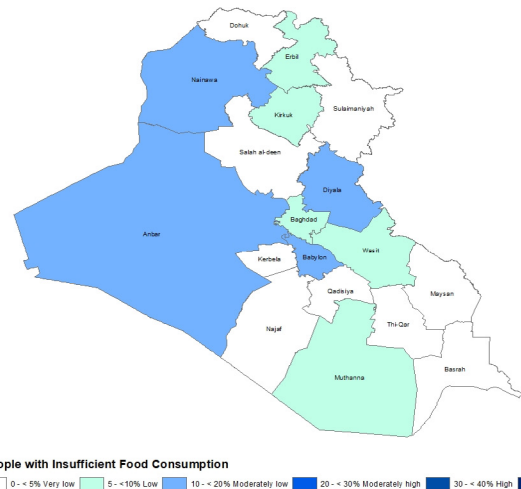 Dohuk
Erbil
Nainawa
Kirkuk
Sulaimaniyah
Salah al-deen
Diyala
Anbar
Baghdad
Wasit
Kerbela
Babylon
Qadisiya
Maysan
Najaf
Thi-Qar
Basrah
Muthanna
ople with Insufficient Food Consumption
0 - < 5% Very low 5 - <10% Low 10 - < 20% Moderately low 20 - < 30% Moderately high 30 - < 40% High